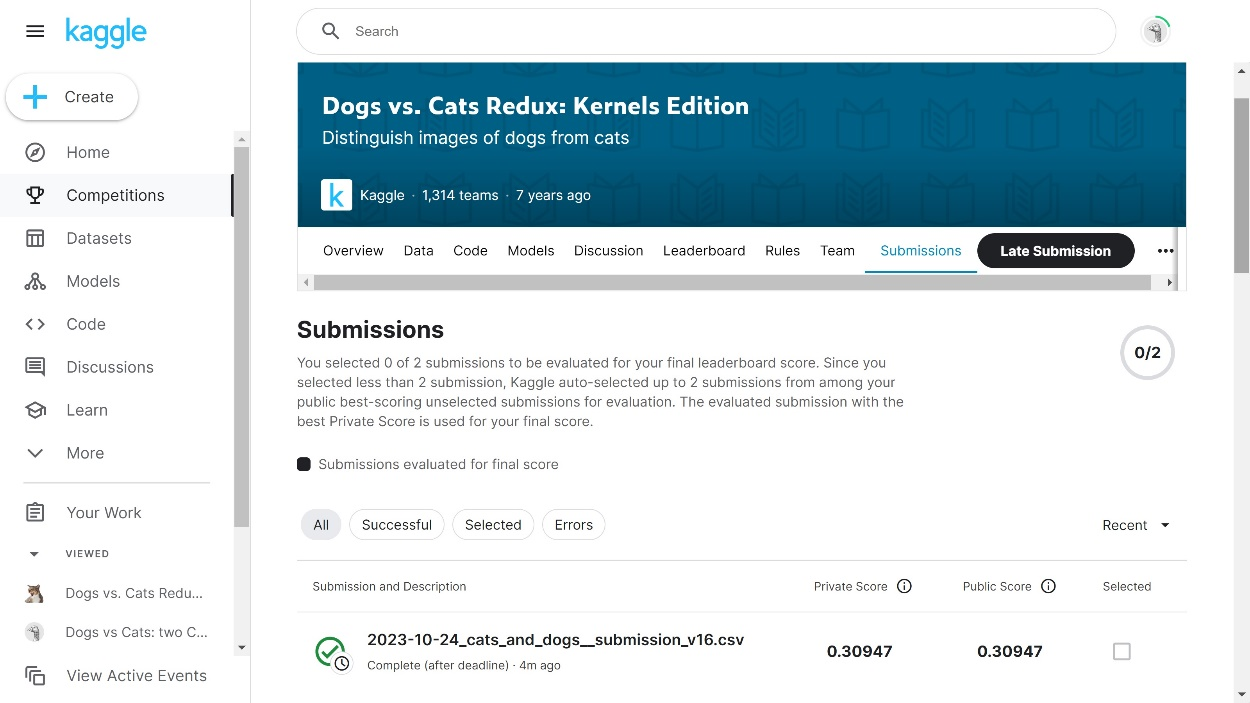 kaggle
Search
Create
Home
Competitions
Datasets
Models
Code
Discussions
Learn
More
Your Work
VIEWED
Dogs vs. Cats Redu...
Dogs vs Cats: two C...
View Active Events
Dogs vs. Cats Redux: Kernels Edition
Distinguish images of dogs from cats
k Kaggle · 1,314 teams · 7 years ago
Overview Data Code Models Discussion Leaderboard Rules Team Submissions Late Submission •••
Submissions
You selected 0 of 2 submissions to be evaluated for your final leaderboard score. Since you
selected less than 2 submission, Kaggle auto-selected up to 2 submissions from among your
public best-scoring unselected submissions for evaluation. The evaluated submission with the
best Private Score is used for your final score.
0/2
Submissions evaluated for final score
All Successful Selected Errors Recent
Submission and Description Private Score Public Score Selected
2023-10-24_cats_and_dogs__submission_v16.csv
Complete (after deadline) · 4m ago
0.30947 0.30947